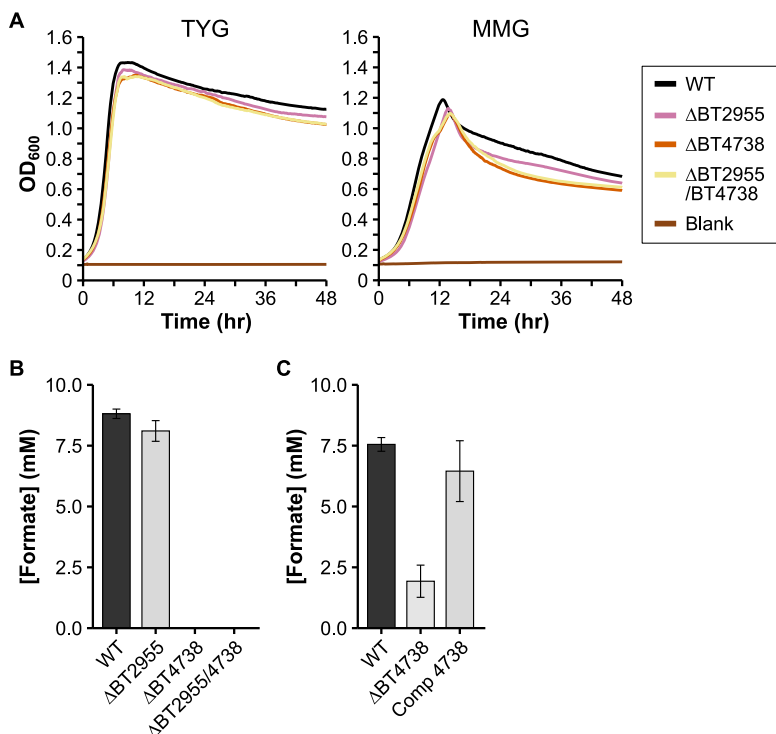 A
TYG
MMG
OD600
1.6
1.4
1.2
1.0
0.8
0.6
0.4
0.2
0
0 12 24 36 48
Time (hr)
1.6
1.4
1.2
1.0
0.8
0.6
0.4
0.2
0
0 12 24 36 48
Time (hr)
WT
ΔBT2955
ΔBT4738
ΔBT2955
/BT4738
Blank
B
[Formate] (mM)
10.0
7.5
5.0
2.5
0.0
WT
ΔBT2955
ΔBT4738
ΔBT2955/4738
C
[Formate] (mM)
10.0
7.5
5.0
2.5
0.0
WT
ΔBT4738
Comp 4738